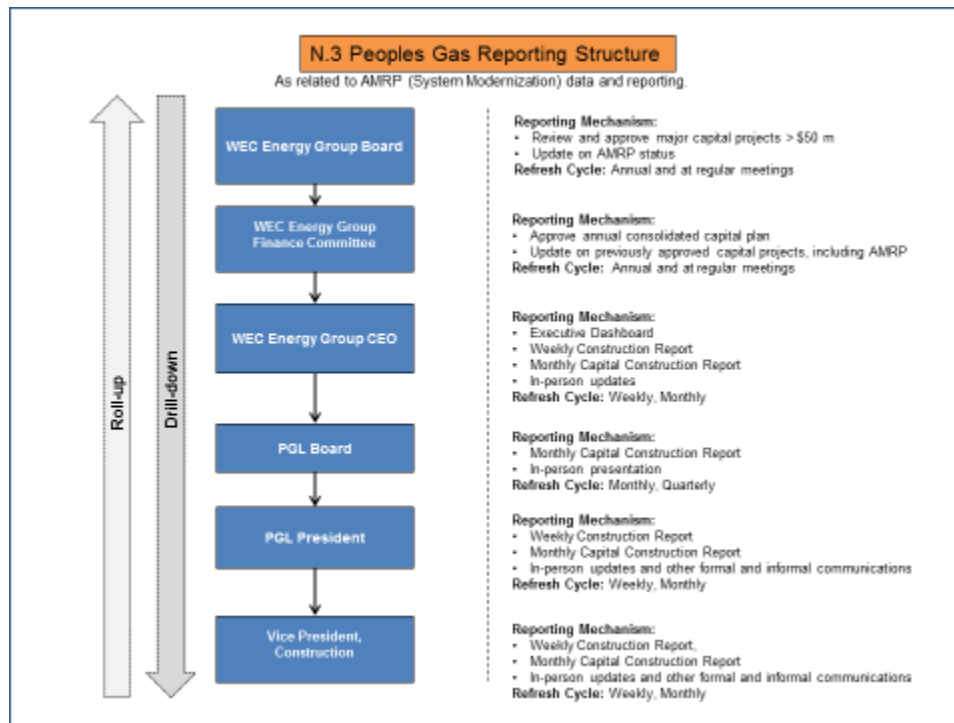 N.3 Peoples Gas Reporting Structure
As related to AMRP (System Modernization) data and reporting.
Roll-up
Drill-down
WEC Energy Group Board
Reporting Mechanism:
• Review and approve major capital projects > $50 m
• Update on AMRP status
Refresh Cycle: Annual and at regular meetings
WEC Energy Group
Finance Committee
Reporting Mechanism:
• Approve annual consolidated capital plan
• Update on previously approved capital projects, including AMRP
Refresh Cycle: Annual and at regular meetings
WEC Energy Group CEO
Reporting Mechanism:
• Executive Dashboard
• Weekly Construction Report
• Monthly Capital Construction Report
• In-person updates
Refresh Cycle: Weekly, Monthly
PGL Board
Reporting Mechanism:
• Monthly Capital Construction Report
• In-person presentation
Refresh Cycle: Monthly, Quarterly
PGL President
Reporting Mechanism:
• Weekly Construction Report
• Monthly Capital Construction Report
• In-person updates and other formal and informal communications
Refresh Cycle: Weekly, Monthly
Vice President,
Construction
Reporting Mechanism:
• Weekly Construction Report,
• Monthly Capital Construction Report
• In-person updates and other formal and informal communications
Refresh Cycle: Weekly, Monthly